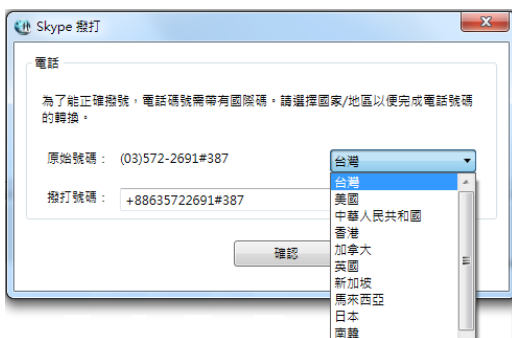 Skype 撥打
電話
為了能正確撥號，電話碼號需帶有國際碼。請選擇國家/地區以便完成電話號碼
的轉換。
原始號碼： (03)572-2691#387 台灣
撥打號碼： +88635722691#387
台灣
美國
中華人民共和國
香港
加拿大
英國
新加坡
馬來西亞
日本
南韓
確認